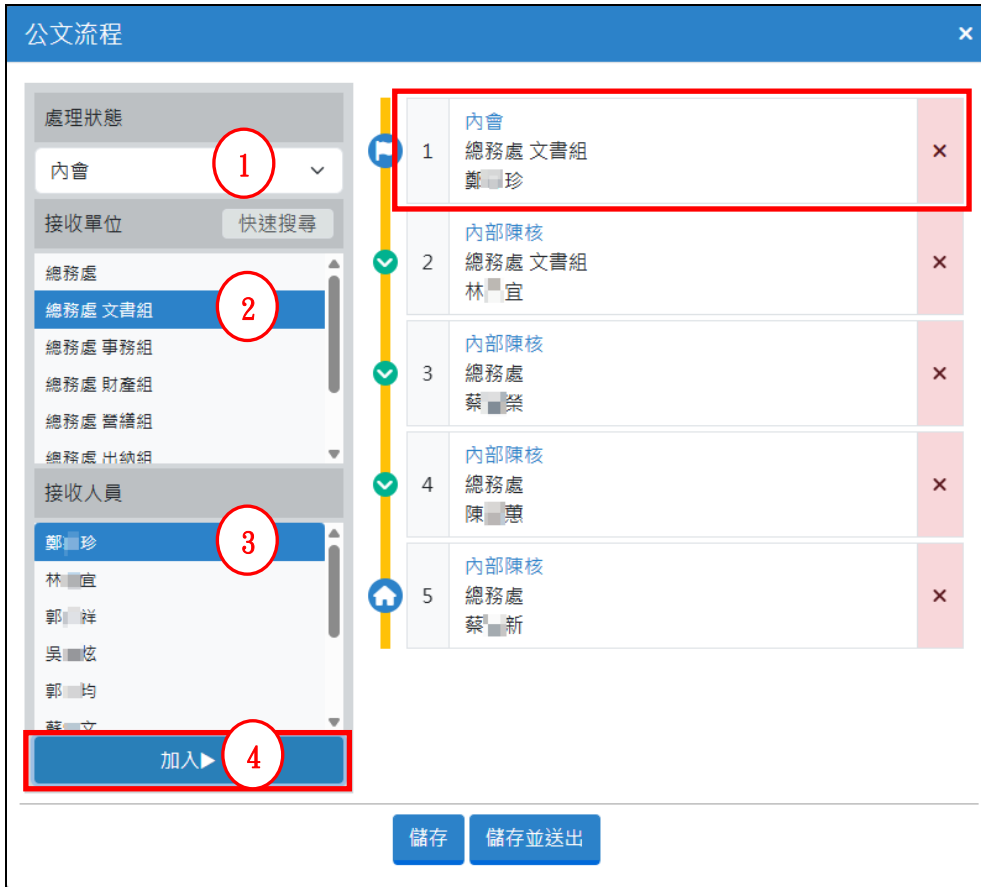 公文流程
處理狀態
1
內會
接收單位
快速搜尋
總務處
總務處 文書組
2
總務處 事務組
總務處 財產組
總務處 營繕組
總務處 出納組
接收人員
鄭 珍
3
林 宜
郭 祥
吳 炫
郭 均
蘇 文
加入▶
4
1
內會
總務處 文書組
鄭 珍
2
內部陳核
總務處 文書組
林 宜
3
內部陳核
總務處
蔡 榮
4
內部陳核
總務處
陳 蕙
5
內部陳核
總務處
蔡 新
儲存
儲存並送出